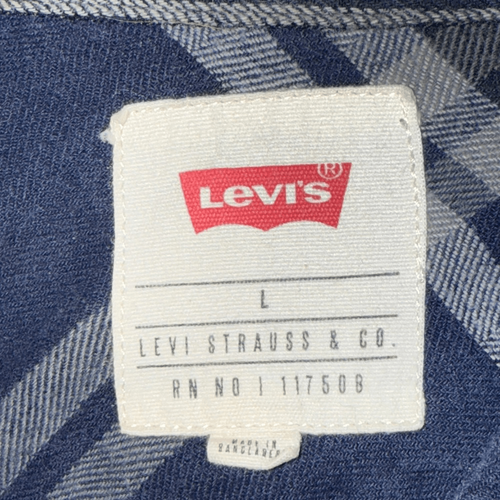 LEVI'S®
L
LEVI STRAUSS & CO.
RN NO | 117508
MADE IN
BANGLADESH